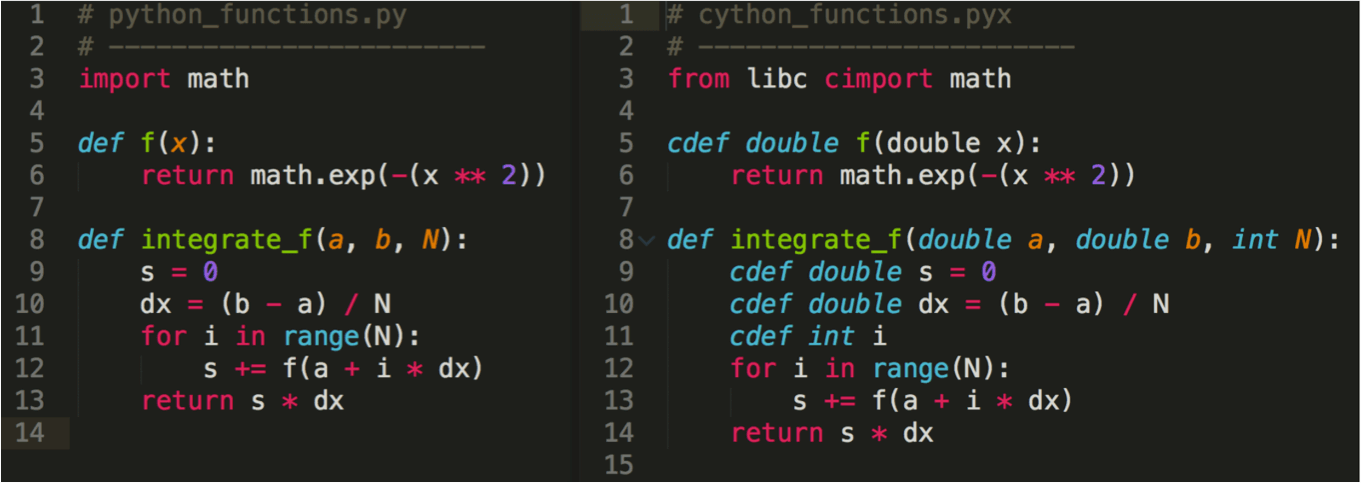 1 # python_functions.py
2 # ------------------------
3 import math
4
5 def f(x):
6     return math.exp(-(x ** 2))
7
8 def integrate_f(a, b, N):
9     s = 0
10     dx = (b - a) / N
11     for i in range(N):
12         s += f(a + i * dx)
13     return s * dx
14
1 # cython_functions.pyx
2 # ------------------------
3 from libc cimport math
4
5 cdef double f(double x):
6     return math.exp(-(x ** 2))
7
8 def integrate_f(double a, double b, int N):
9     cdef double s = 0
10     cdef double dx = (b - a) / N
11     cdef int i
12     for i in range(N):
13         s += f(a + i * dx)
14     return s * dx
15